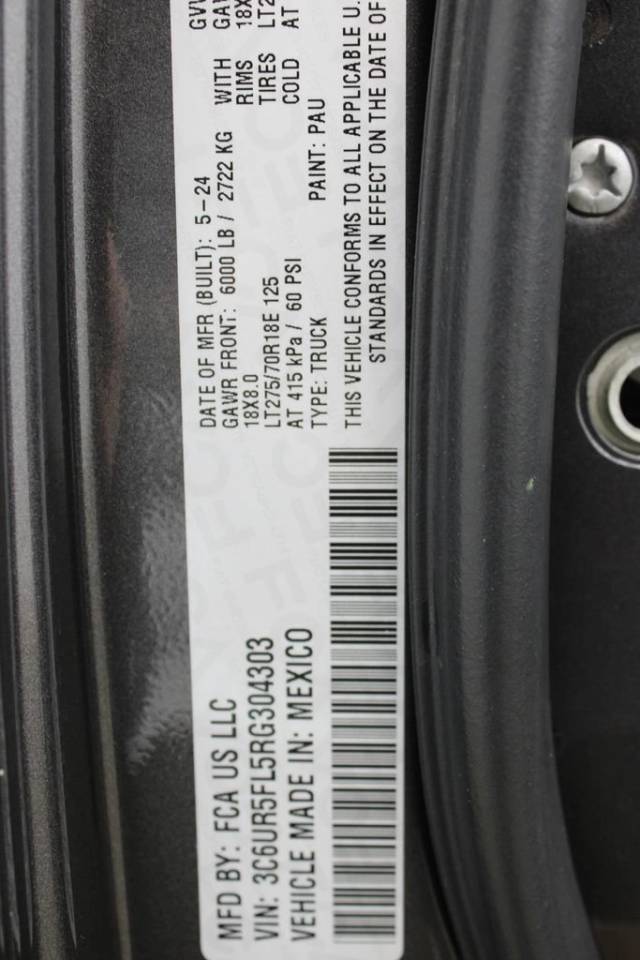 MFD BY: FCA US LLC
VIN: 3C6UR5FL5RG304303
VEHICLE MADE IN: MEXICO
DATE OF MFR (BUILT): 5-24
GAWR FRONT: 6000 LB / 2722 KG WITH
18X8.0 RIMS
LT275/70R18E 125 TIRES
AT 415 kPa / 60 PSI COLD
TYPE: TRUCK PAINT: PAU
THIS VEHICLE CONFORMS TO ALL APPLICABLE U.
STANDARDS IN EFFECT ON THE DATE OF
18X
AT